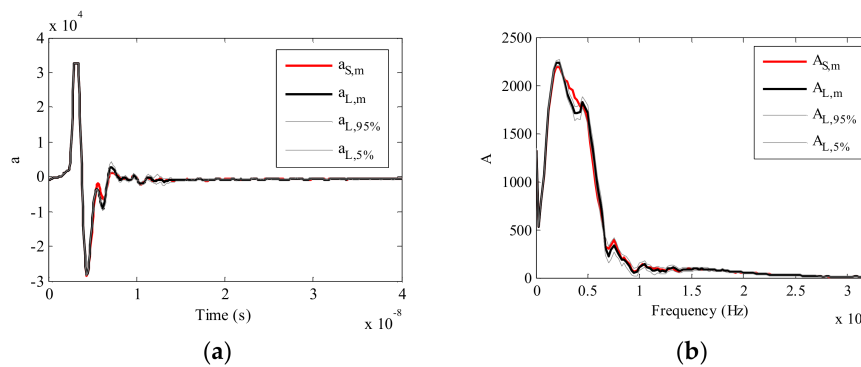 x 10^4
4
3
2
1
0
-1
-2
-3
a
0 1 2 3 4
Time (s)
x 10^-8
a_S,m
a_L,m
a_L,95%
a_L,5%
(a)
2500
2000
1500
1000
500
0
A
0 0.5 1 1.5 2 2.5 3
Frequency (Hz)
x 10
A_S,m
A_L,m
A_L,95%
A_L,5%
(b)